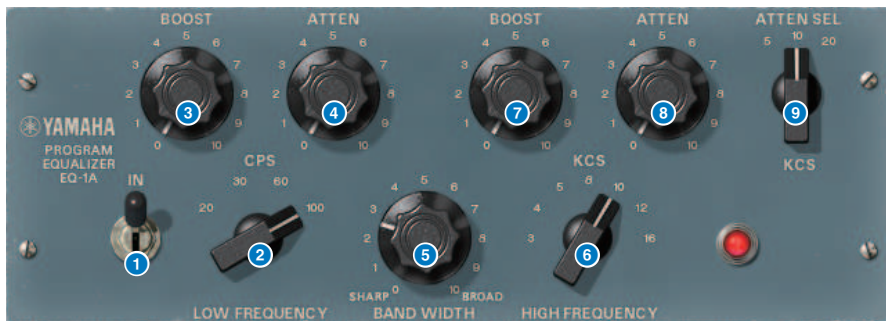 BOOST ATTEN BOOST ATTEN ATTEN SEL
0 1 2 3 4 5 6 7 8 9 10
3
0 1 2 3 4 5 6 7 8 9 10
4
0 1 2 3 4 5 6 7 8 9 10
7
0 1 2 3 4 5 6 7 8 9 10
8
5 10 20
9
KCS
YAMAHA
PROGRAM
EQUALIZER
EQ-1A
IN
1
CPS
20 30 60 100
2
LOW FREQUENCY
0 1 2 3 4 5 6 7 8 9 10
5
SHARP BROAD
BAND WIDTH
KCS
3 4 5 8 10 12 16
6
HIGH FREQUENCY